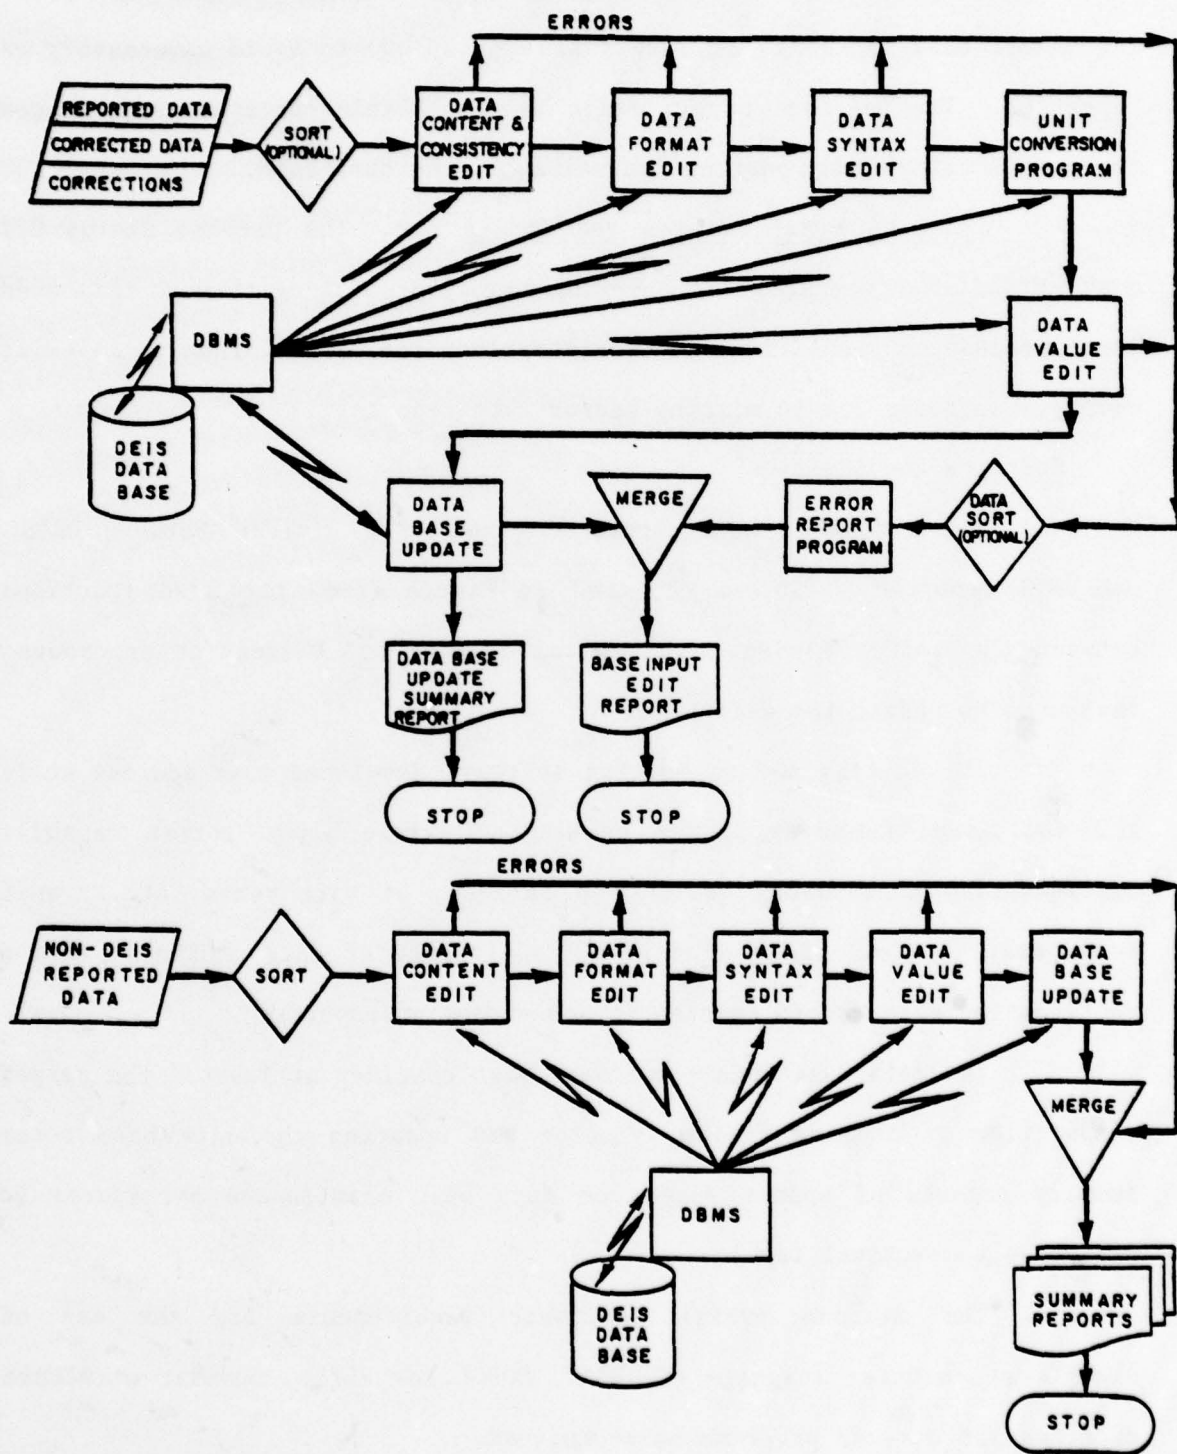 ERRORS
REPORTED DATA
CORRECTED DATA
CORRECTIONS
SORT
(OPTIONAL)
DATA
CONTENT &
CONSISTENCY
EDIT
DATA
FORMAT
EDIT
DATA
SYNTAX
EDIT
UNIT
CONVERSION
PROGRAM
DBMS
DATA
VALUE
EDIT
DEIS
DATA
BASE
DATA
BASE
UPDATE
MERGE
ERROR
REPORT
PROGRAM
DATA
SORT
(OPTIONAL)
DATA BASE
UPDATE
SUMMARY
REPORT
BASE INPUT
EDIT
REPORT
STOP
STOP
ERRORS
NON-DEIS
REPORTED
DATA
SORT
DATA
CONTENT
EDIT
DATA
FORMAT
EDIT
DATA
SYNTAX
EDIT
DATA
VALUE
EDIT
DATA
BASE
UPDATE
MERGE
DBMS
DEIS
DATA
BASE
SUMMARY
REPORTS
STOP